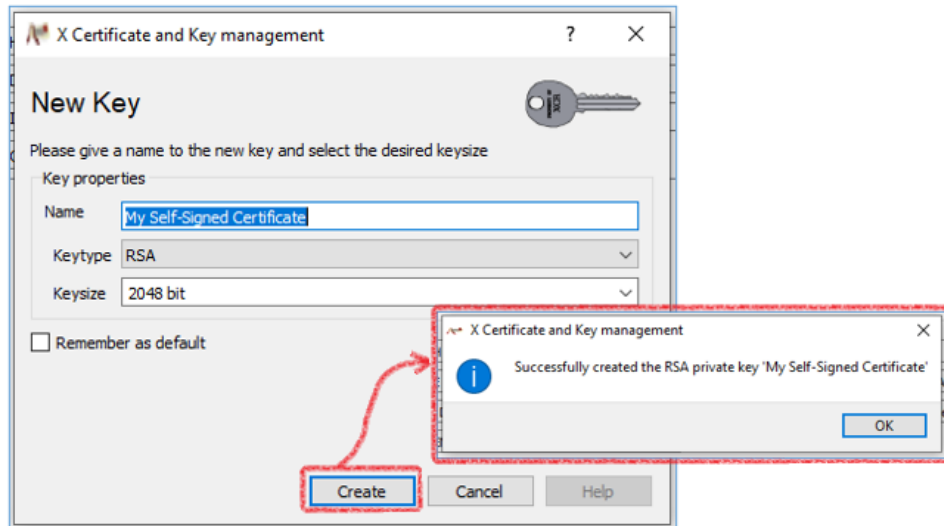 X Certificate and Key management
New Key
Please give a name to the new key and select the desired keysize
Key properties
Name My Self-Signed Certificate
Keytype RSA
Keysize 2048 bit
Remember as default
Create Cancel Help
X Certificate and Key management
Successfully created the RSA private key 'My Self-Signed Certificate'
OK